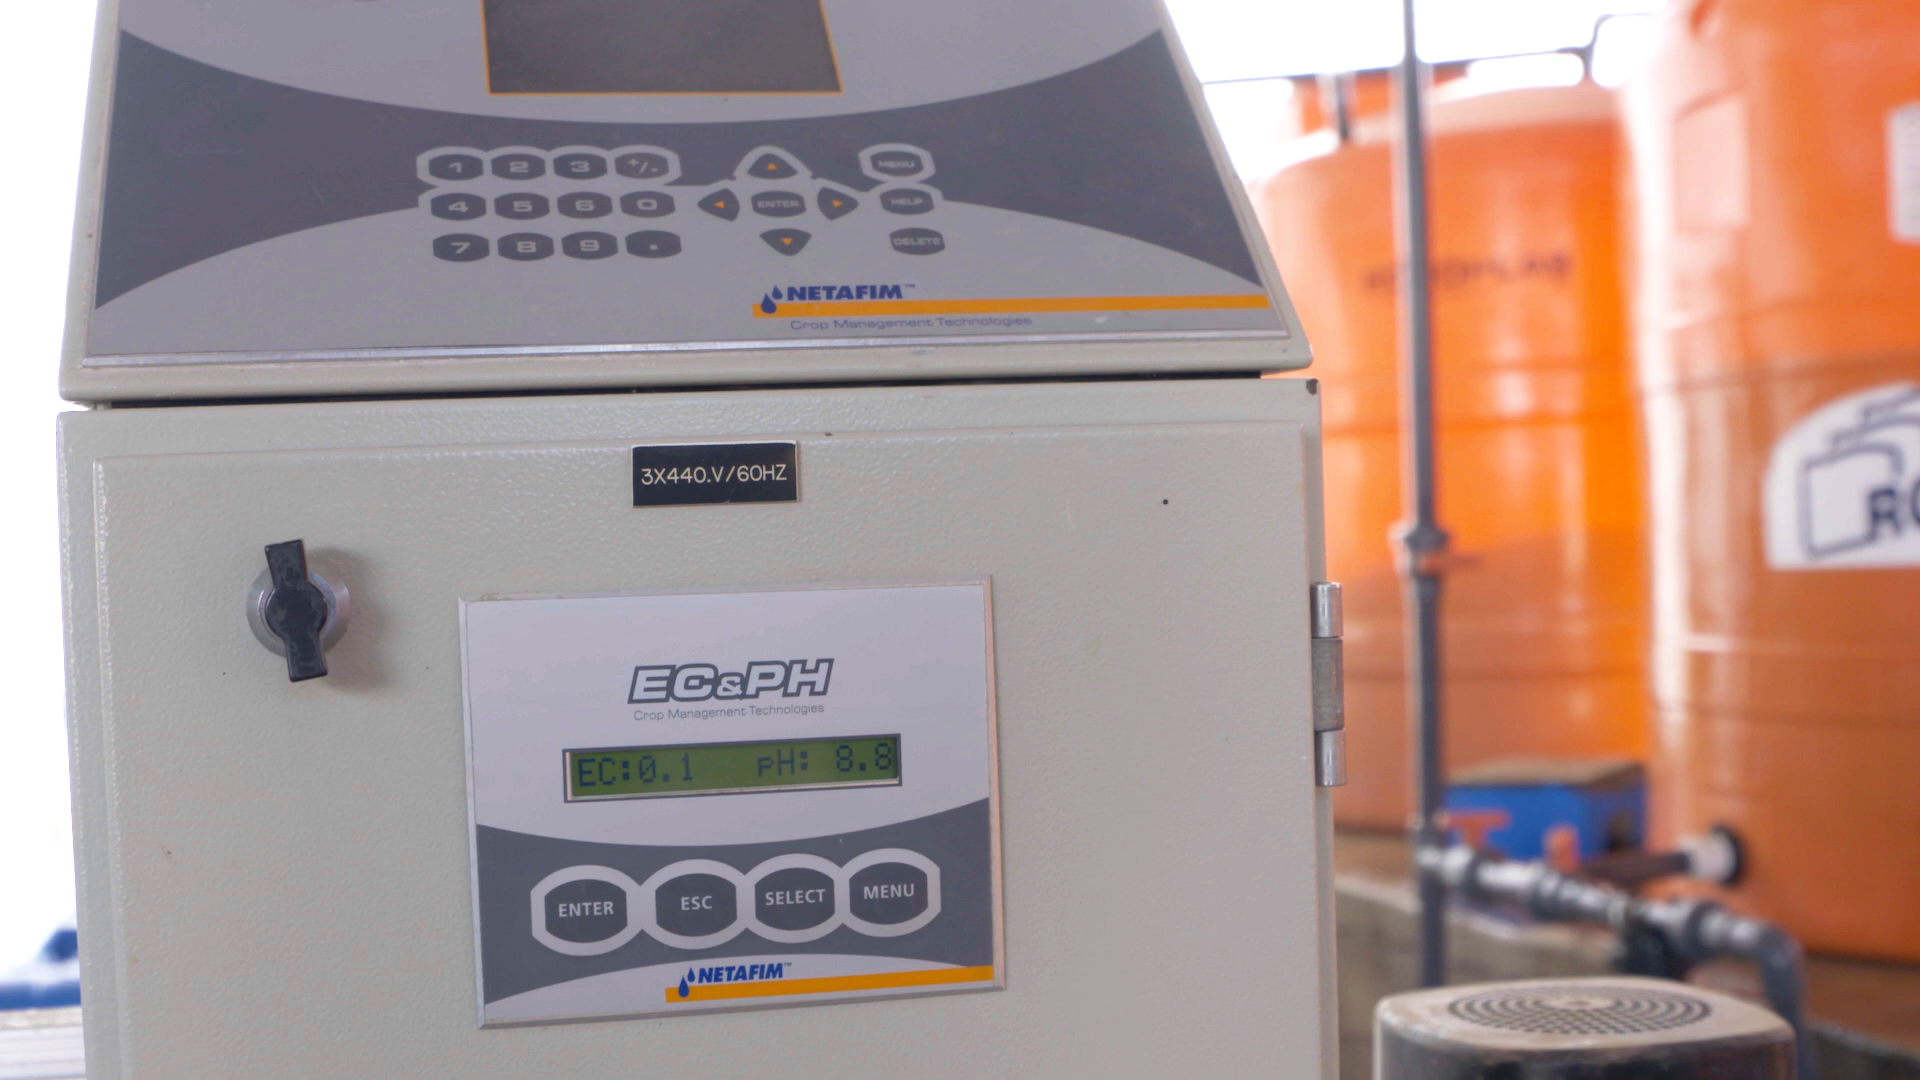 1 2 3 +/-
MENU
4 5 6 0
ENTER
HELP
7 8 9 .
DELETE
NETAFIM™
Crop Management Technologies
3X440.V/60HZ
EC&PH
Crop Management Technologies
EC:0.1 pH: 8.8
ENTER ESC SELECT MENU
NETAFIM™